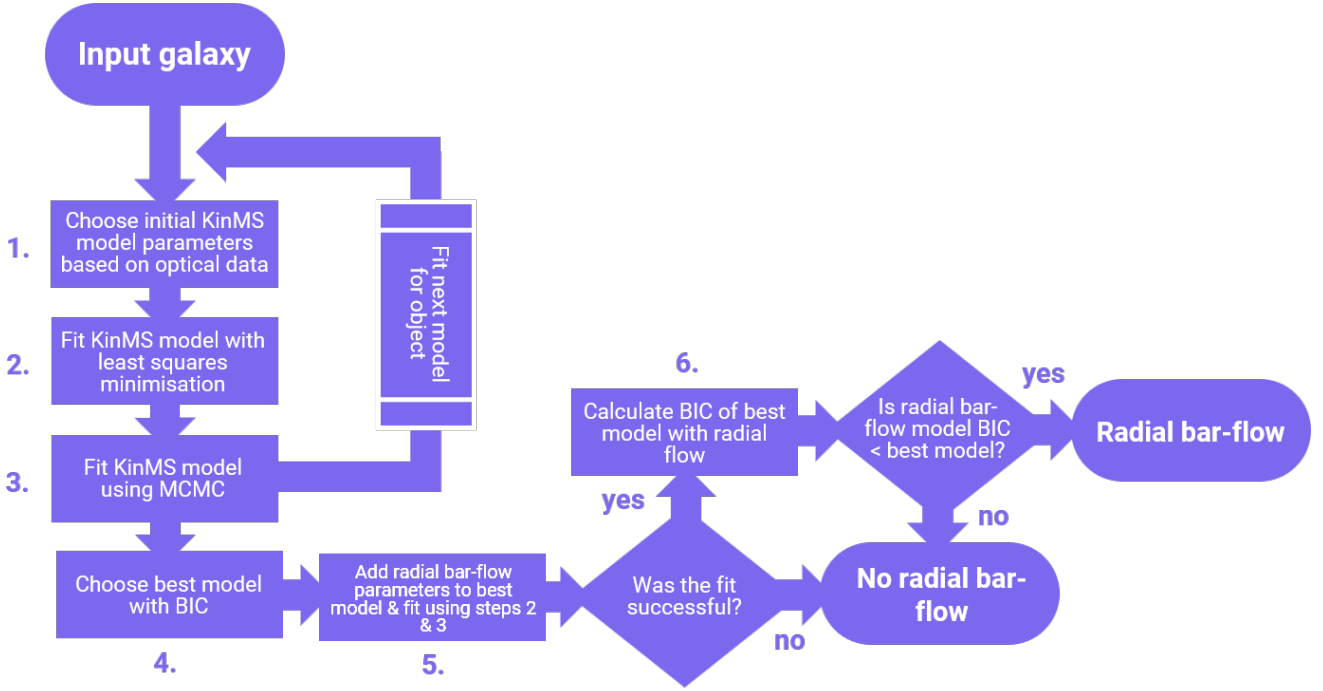 Input galaxy
1.
Choose initial KinMS
model parameters
based on optical data
2.
Fit KinMS model with
least squares
minimisation
3.
Fit KinMS model
using MCMC
Fit next model
for object
Choose best model
with BIC
4.
Add radial bar-flow
parameters to best
model & fit using steps 2
& 3
5.
Was the fit
successful?
yes
no
6.
Calculate BIC of best
model with radial
flow
Is radial bar-
flow model BIC
< best model?
yes
no
Radial bar-flow
No radial bar-
flow